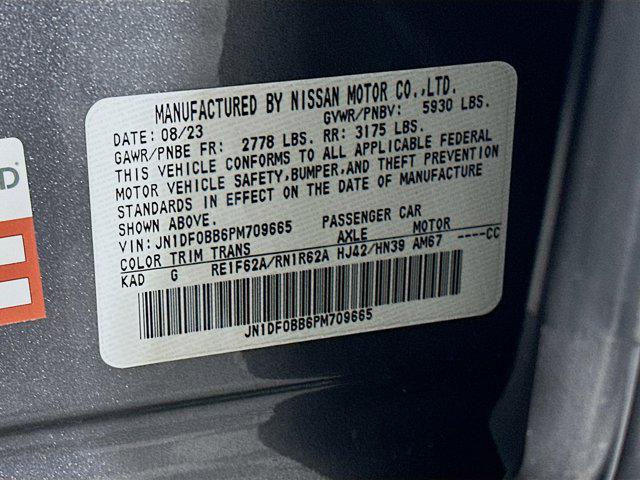 MANUFACTURED BY NISSAN MOTOR CO.,LTD.
DATE: 08/23 GVWR/PNBV: 5930 LBS.
GAWR/PNBE FR: 2778 LBS. RR: 3175 LBS.
THIS VEHICLE CONFORMS TO ALL APPLICABLE FEDERAL
MOTOR VEHICLE SAFETY,BUMPER,AND THEFT PREVENTION
STANDARDS IN EFFECT ON THE DATE OF MANUFACTURE
SHOWN ABOVE.
VIN: JN1DF0BB6PM709665 PASSENGER CAR
COLOR TRIM TRANS AXLE MOTOR
KAD G RE1F62A/RN1R62A HJ42/HN39 AM67 ----CC
JN1DF0BB6PM709665